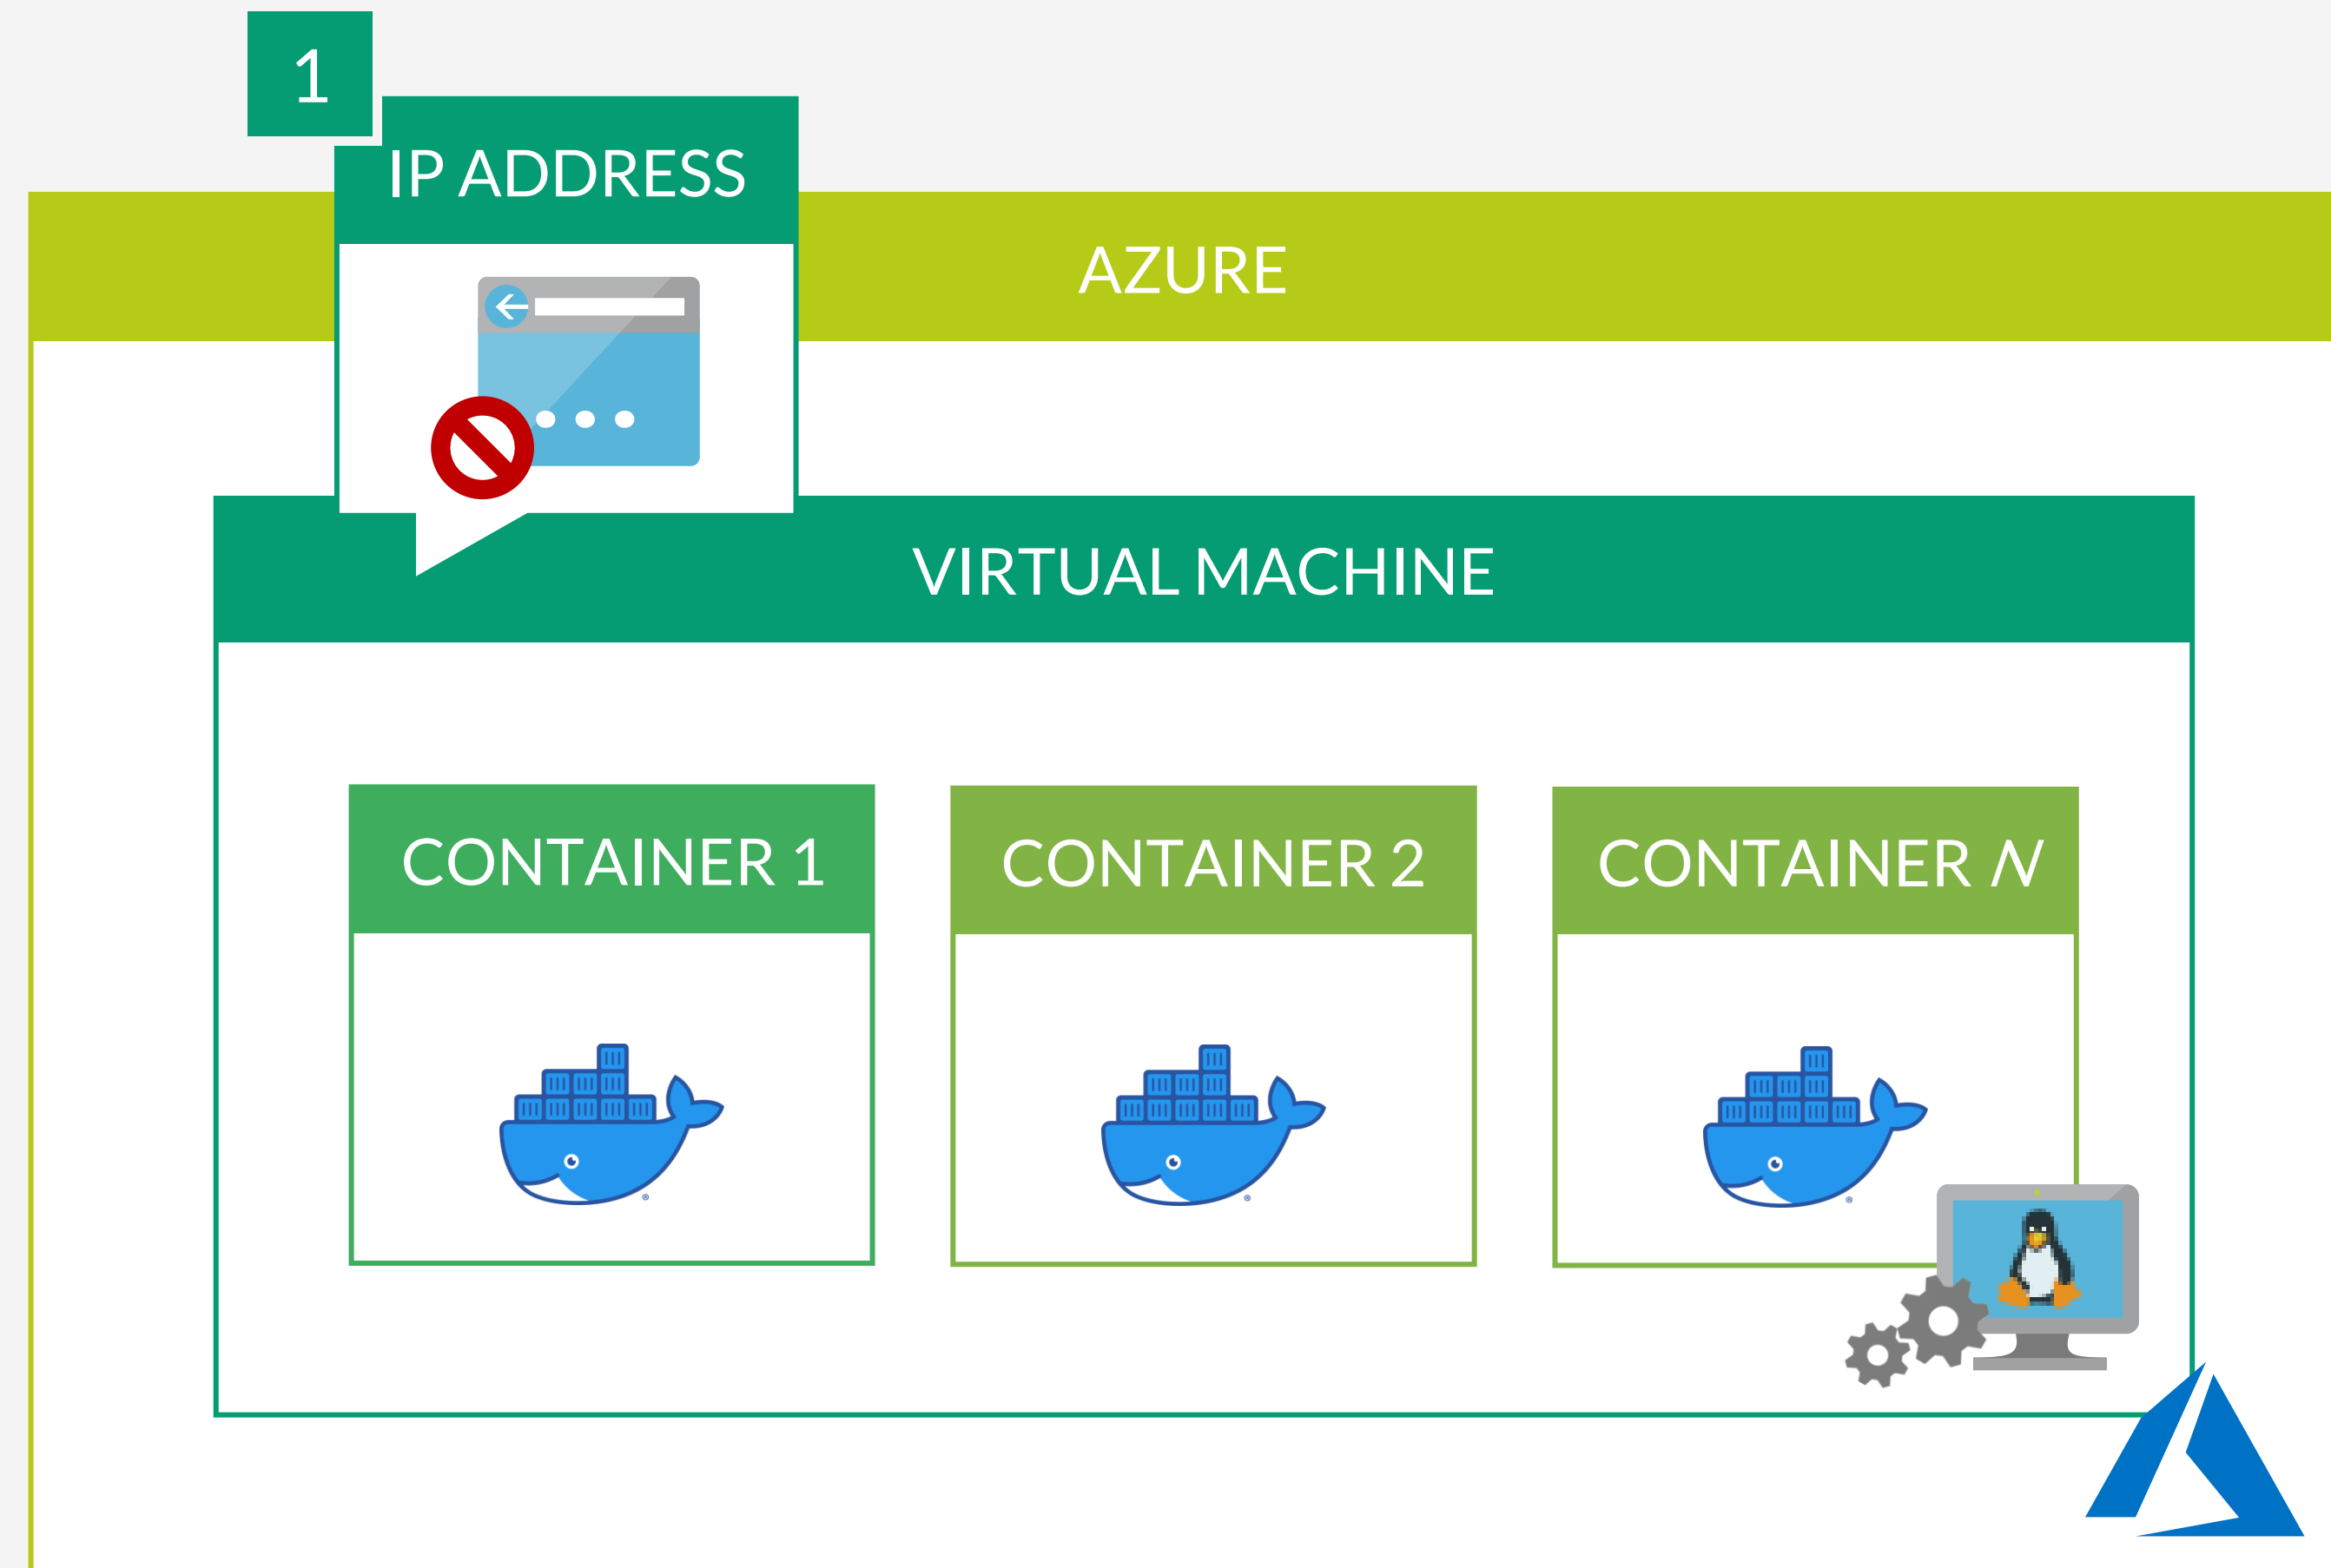 1
IP ADDRESS
AZURE
VIRTUAL MACHINE
CONTAINER 1
CONTAINER 2
CONTAINER N